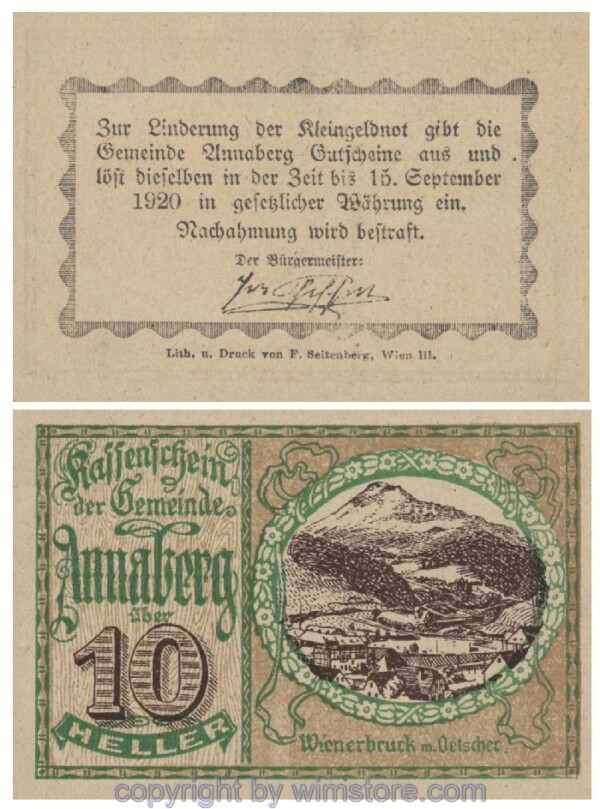 Zur Linderung der Kleingeldnot gibt die
Gemeinde Annaberg Gutscheine aus und
löst dieselben in der Zeit bis 15. September
1920 in gesetzlicher Währung ein.
Nachahmung wird bestraft.
Der Bürgermeister:
Lith. u. Druck von F. Seitenberg, Wien III.
Kassenschein
der Gemeinde
Annaberg
über
10
HELLER
Wienerbruck m. Oetscher.
copyright by wimstore.com